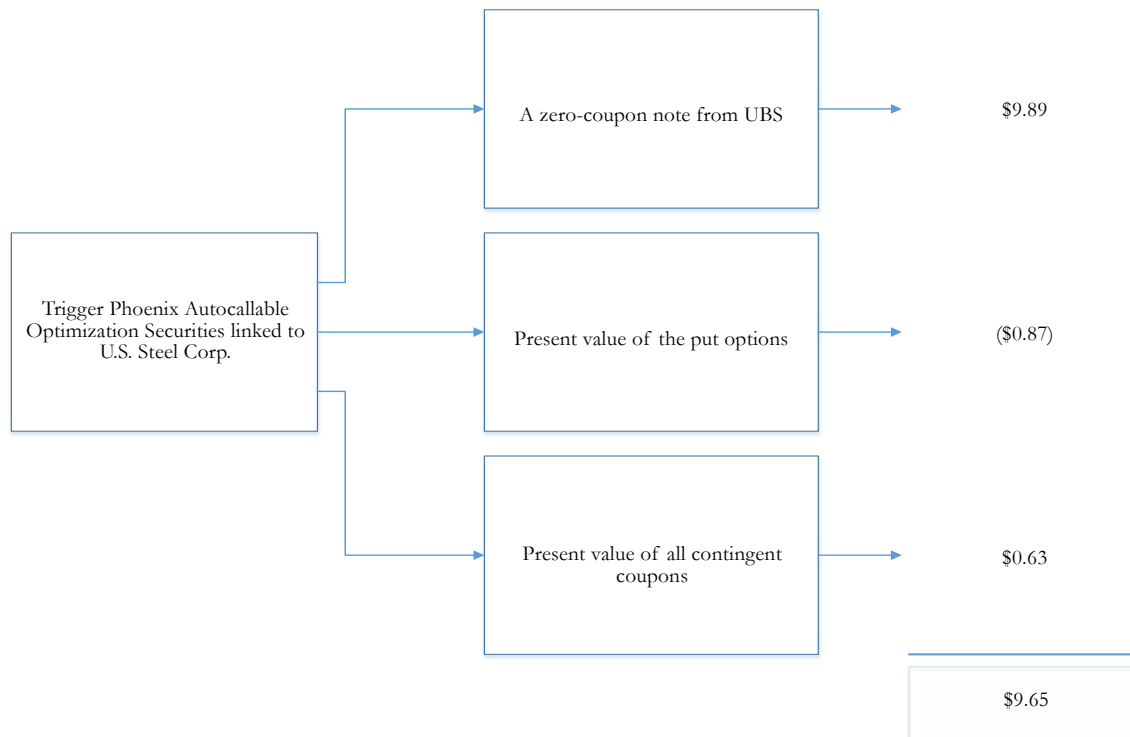 A zero-coupon note from UBS
$9.89
Trigger Phoenix Autocallable
Optimization Securities linked to
U.S. Steel Corp.
Present value of the put options
($0.87)
Present value of all contingent
coupons
$0.63
$9.65